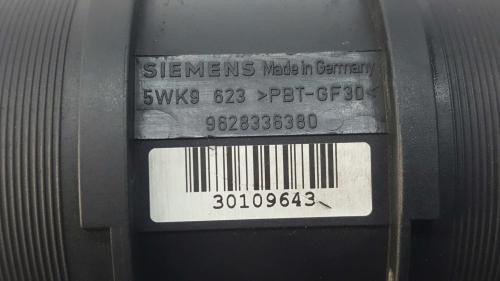 SIEMENS Made in Germany
5WK9 623 >PBT-GF30<
9628336380
30109643